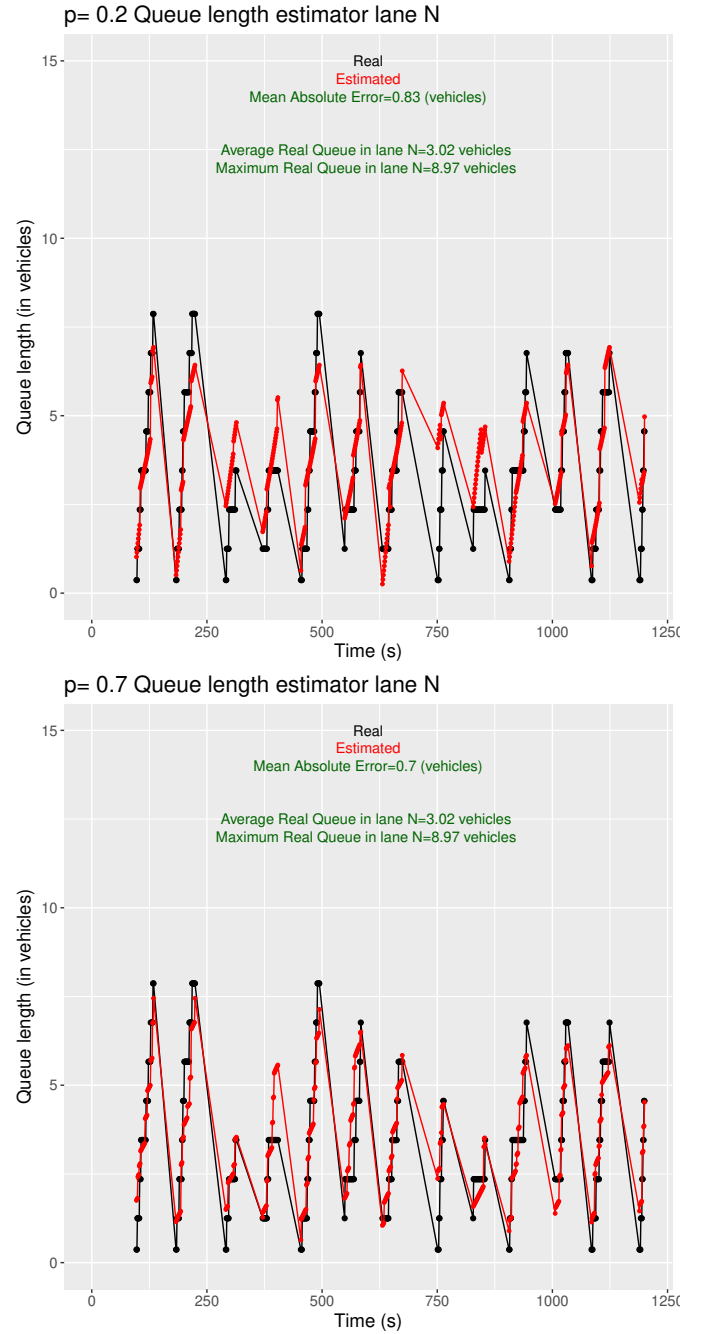 p= 0.2 Queue length estimator lane N
Real
Estimated
Mean Absolute Error=0.83 (vehicles)
Average Real Queue in lane N=3.02 vehicles
Maximum Real Queue in lane N=8.97 vehicles
Queue length (in vehicles)
15
10
5
0
0 250 500 750 1000 1250
Time (s)
p= 0.7 Queue length estimator lane N
Real
Estimated
Mean Absolute Error=0.7 (vehicles)
Average Real Queue in lane N=3.02 vehicles
Maximum Real Queue in lane N=8.97 vehicles
Queue length (in vehicles)
15
10
5
0
0 250 500 750 1000 1250
Time (s)